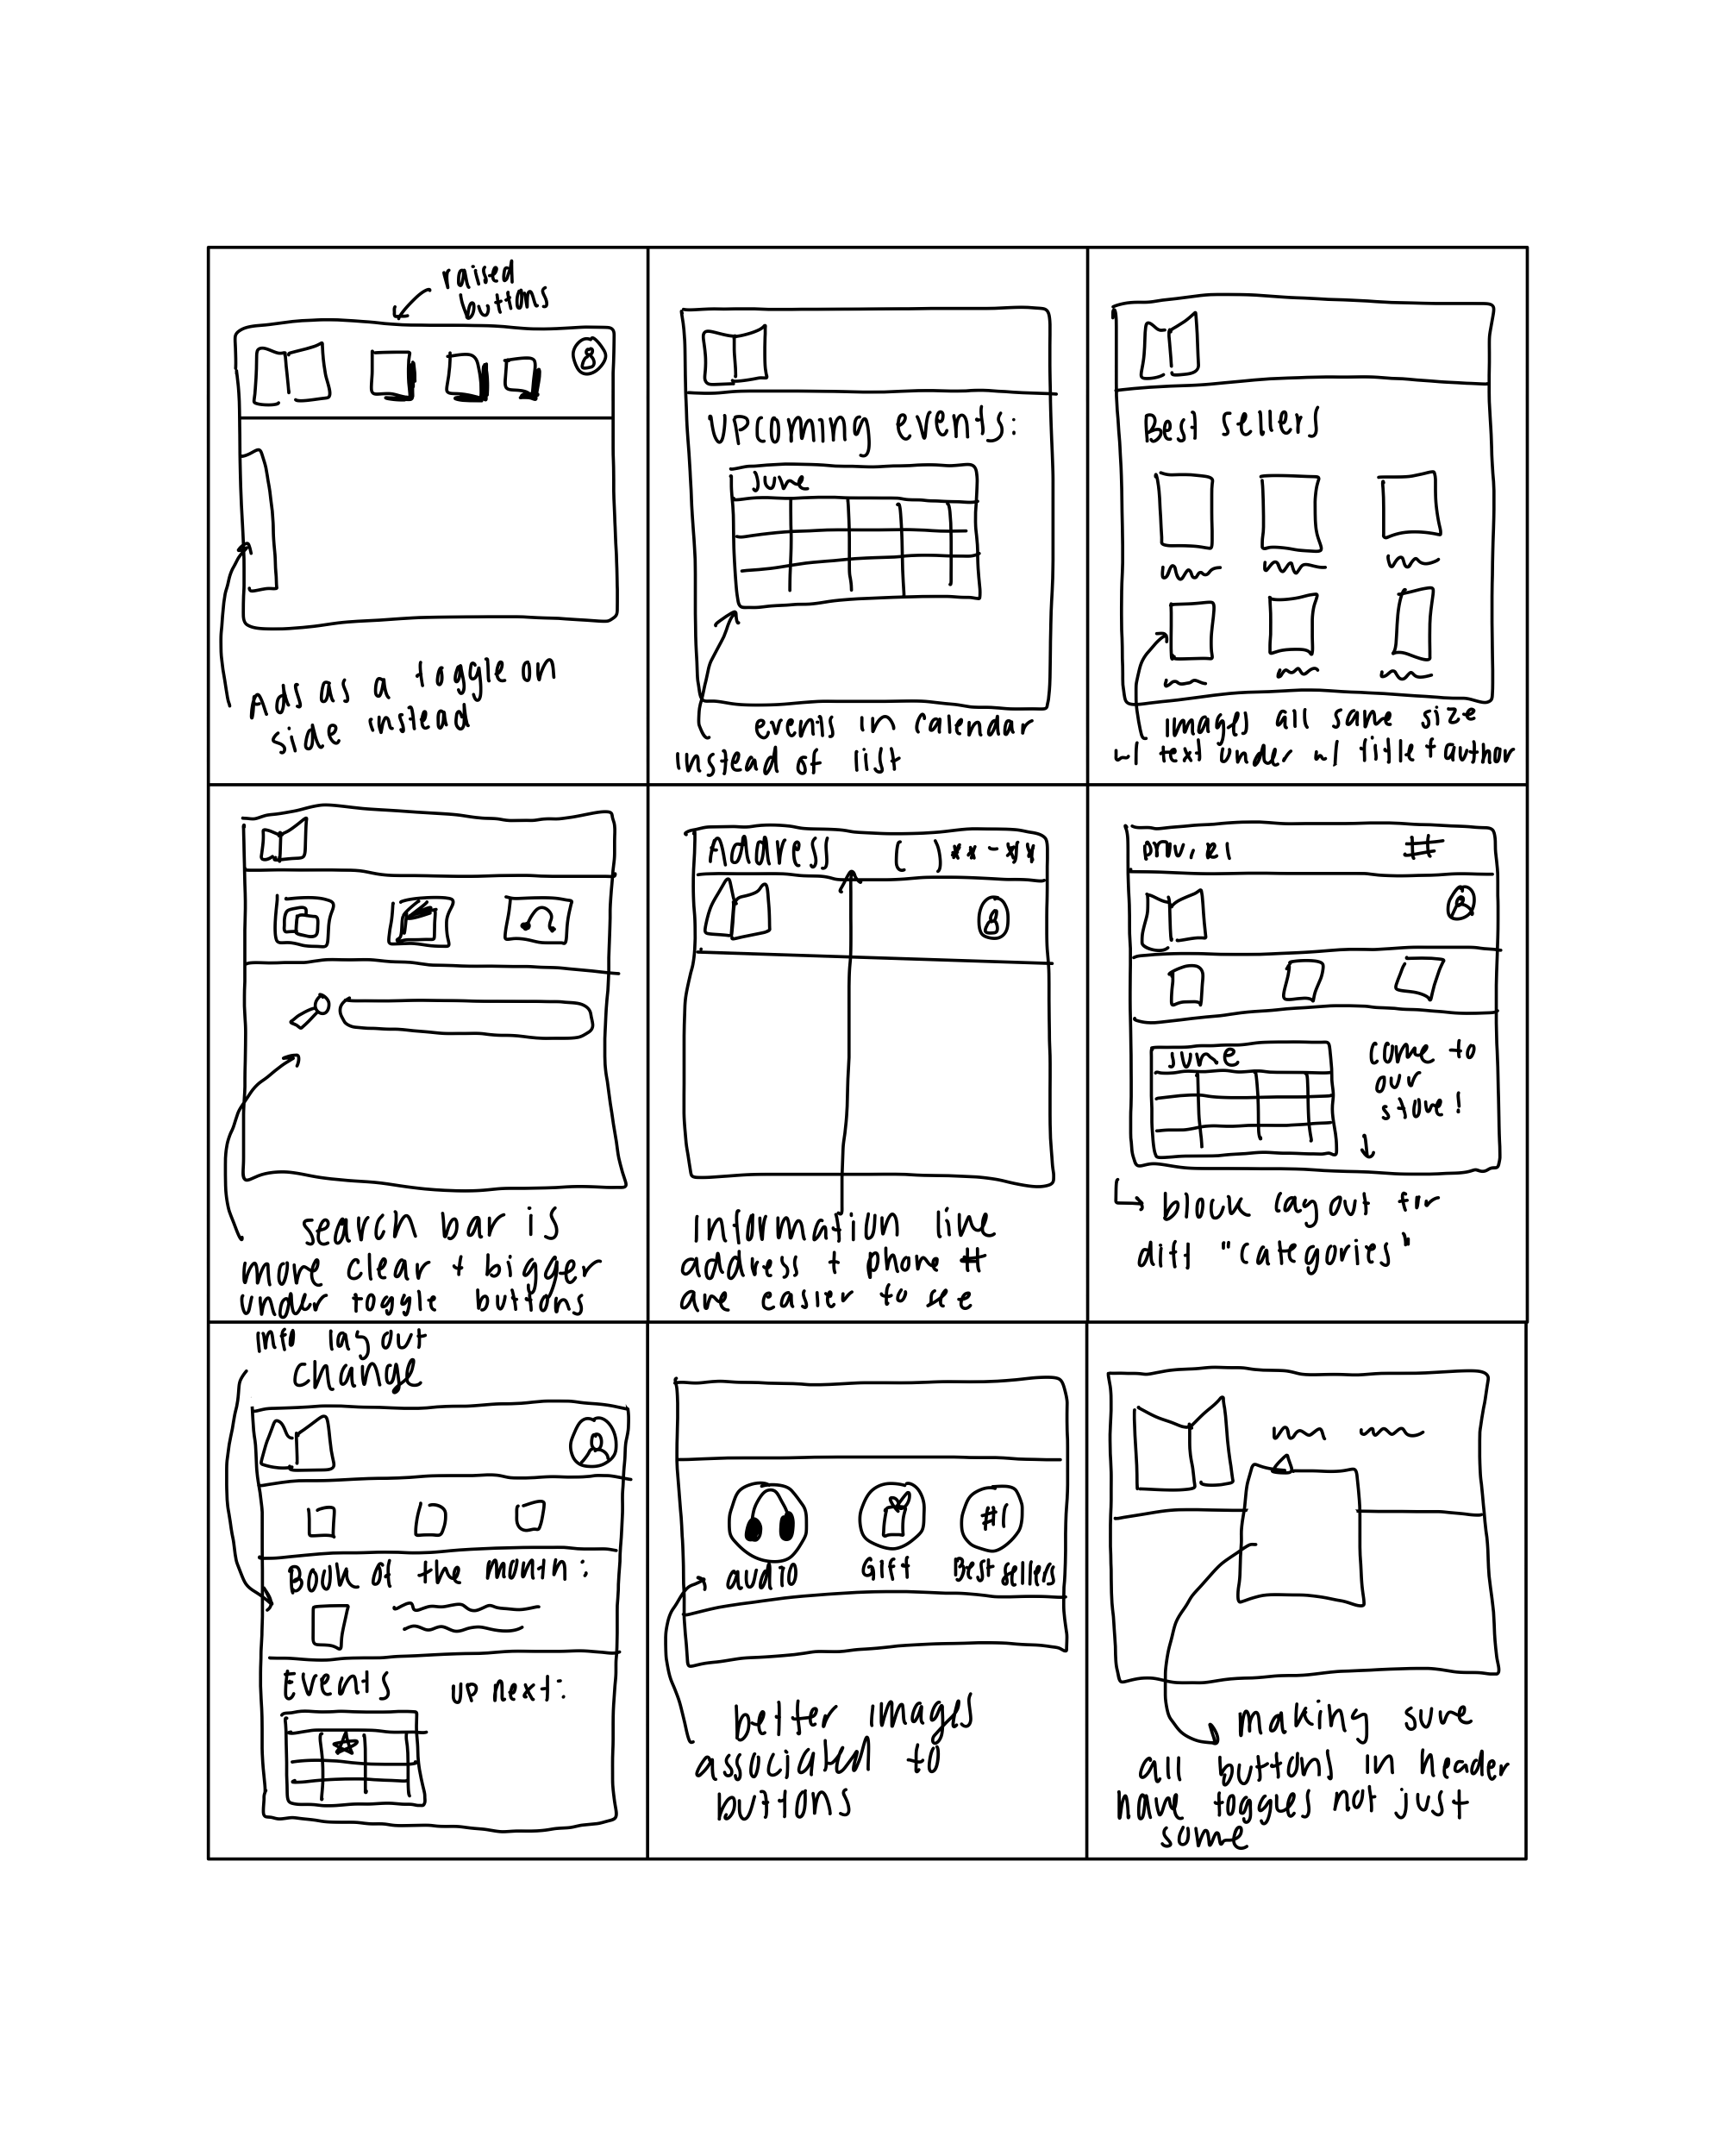 raised
buttons
Ads as a toggle on
side instead
Upcoming events:
June
events in calendar
instead of list
Best sellers
images all same size
w/ text under w/ title + author
search bar is
more clear + bigger
under toggle buttons
Address ( ) ** - **
information line
address + phone #
are easier to see
prov, RI #
June
come to
our
store!
block layout for
diff "categories"
info layout
change
Book of the month:
Events up next:
#1
audio Gift Best sellers
better images
associated to
buttons
making sure
all buttons in header
have toggles not just
some